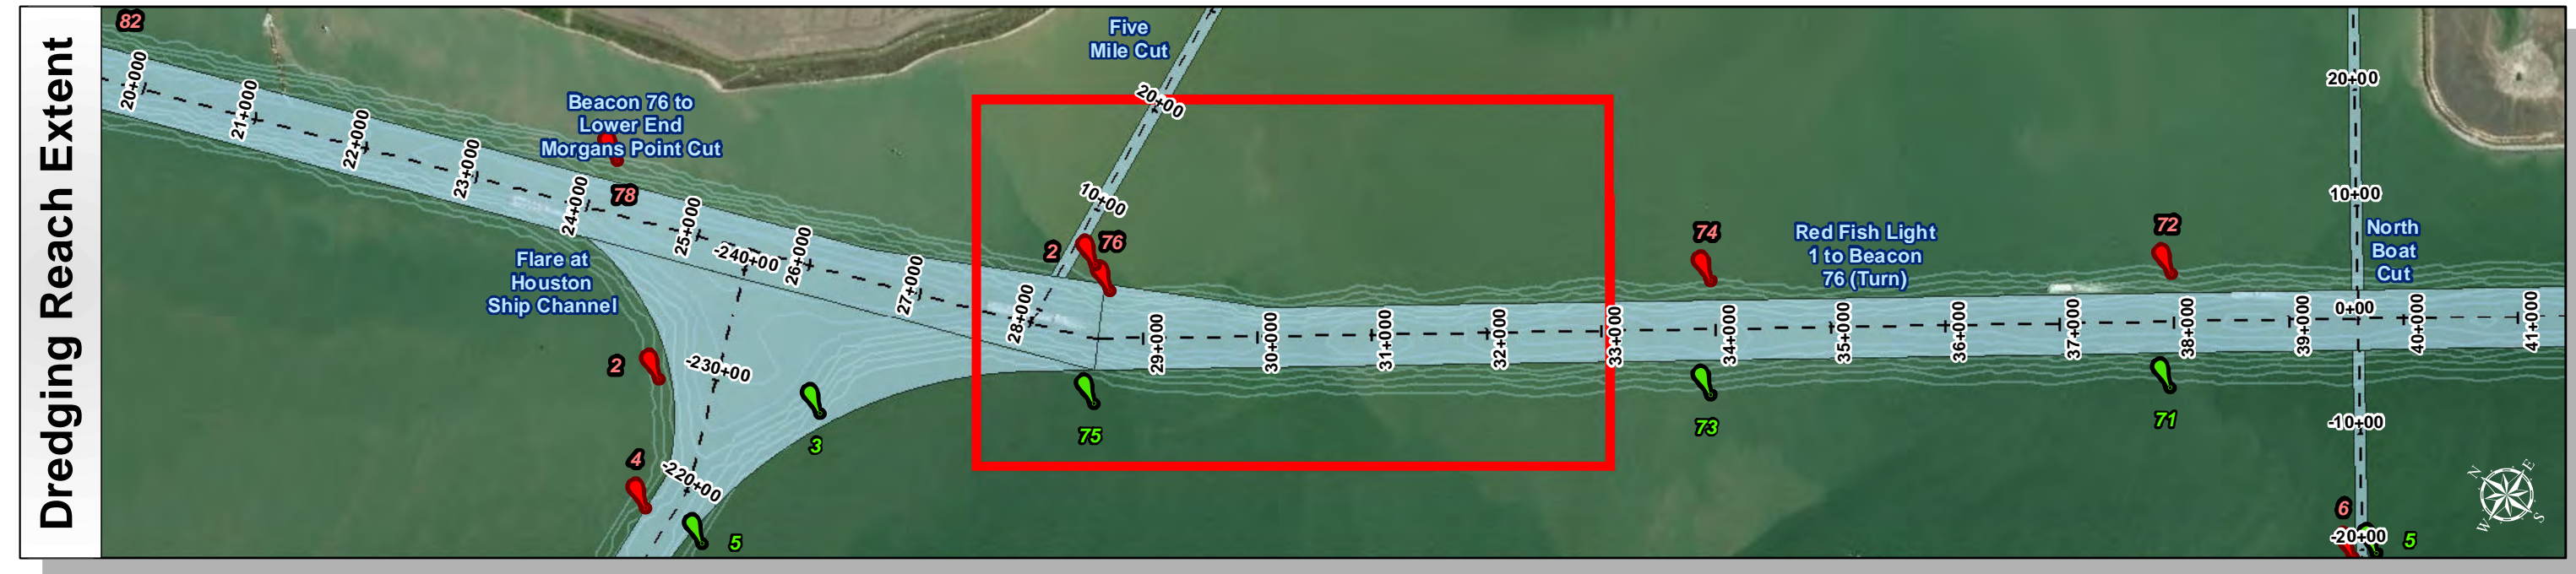 Dredging Reach Extent
82
20+000
21+000
22+000
23+000
24+000
25+000
26+000
27+000
28+000
29+000
30+000
31+000
32+000
33+000
34+000
35+000
36+000
37+000
38+000
39+000
40+000
41+000
Beacon 76 to
Lower End
Morgans Point Cut
78
Flare at
Houston
Ship Channel
-240+00
-230+00
-220+00
2
4
3
5
Five
Mile Cut
20+00
10+00
2
76
75
74
73
Red Fish Light
1 to Beacon
76 (Turn)
72
71
20+00
10+00
North
Boat
Cut
0+00
-10+00
6
-20+00
5
N
E
W
S